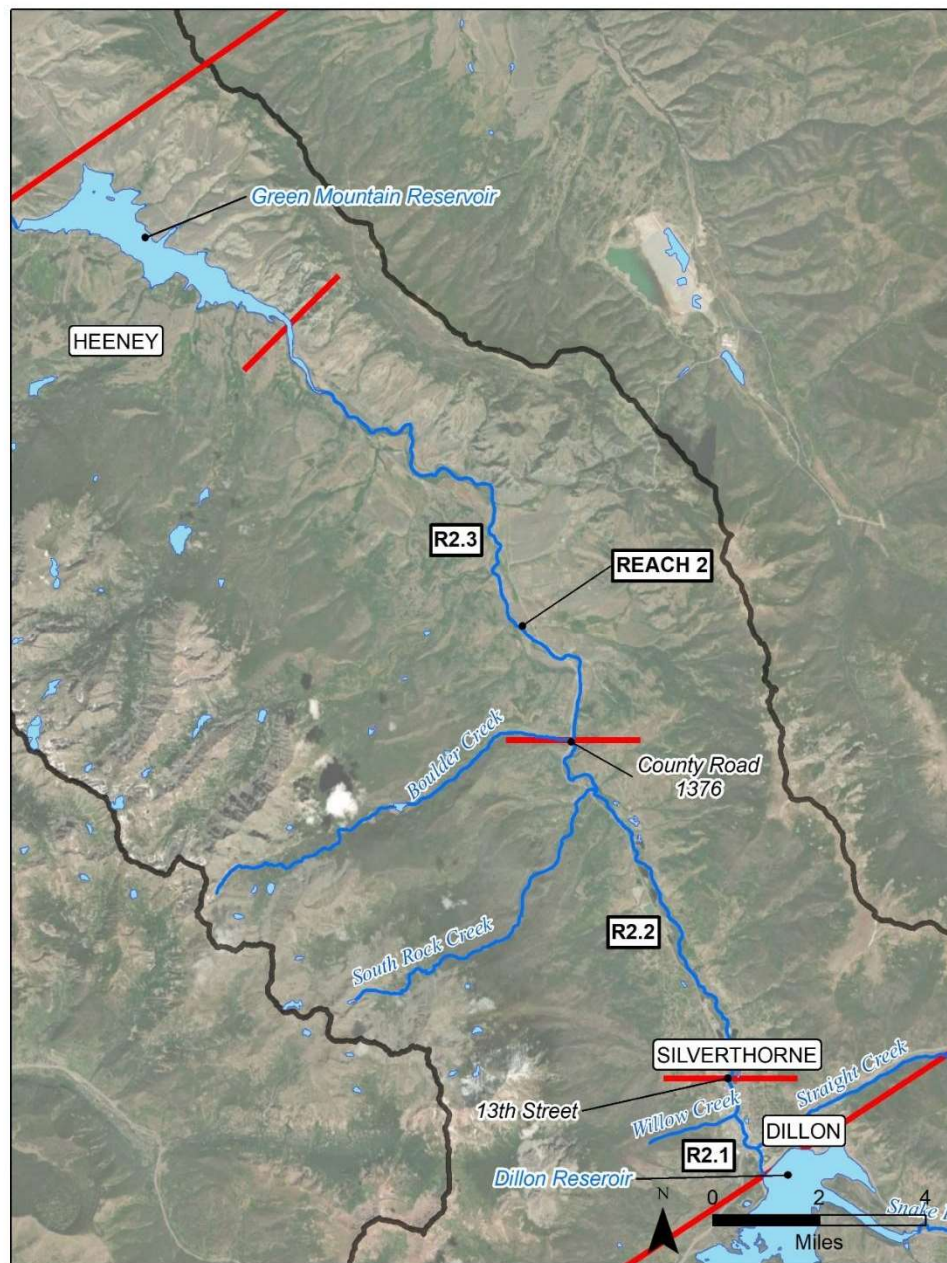 Green Mountain Reservoir
HEENEY
R2.3
REACH 2
Boulder Creek
County Road
1376
South Rock Creek
R2.2
SILVERTHORNE
Straight Creek
13th Street
Willow Creek
DILLON
R2.1
Dillon Reseroir
N
0 2 4
Miles
Snake